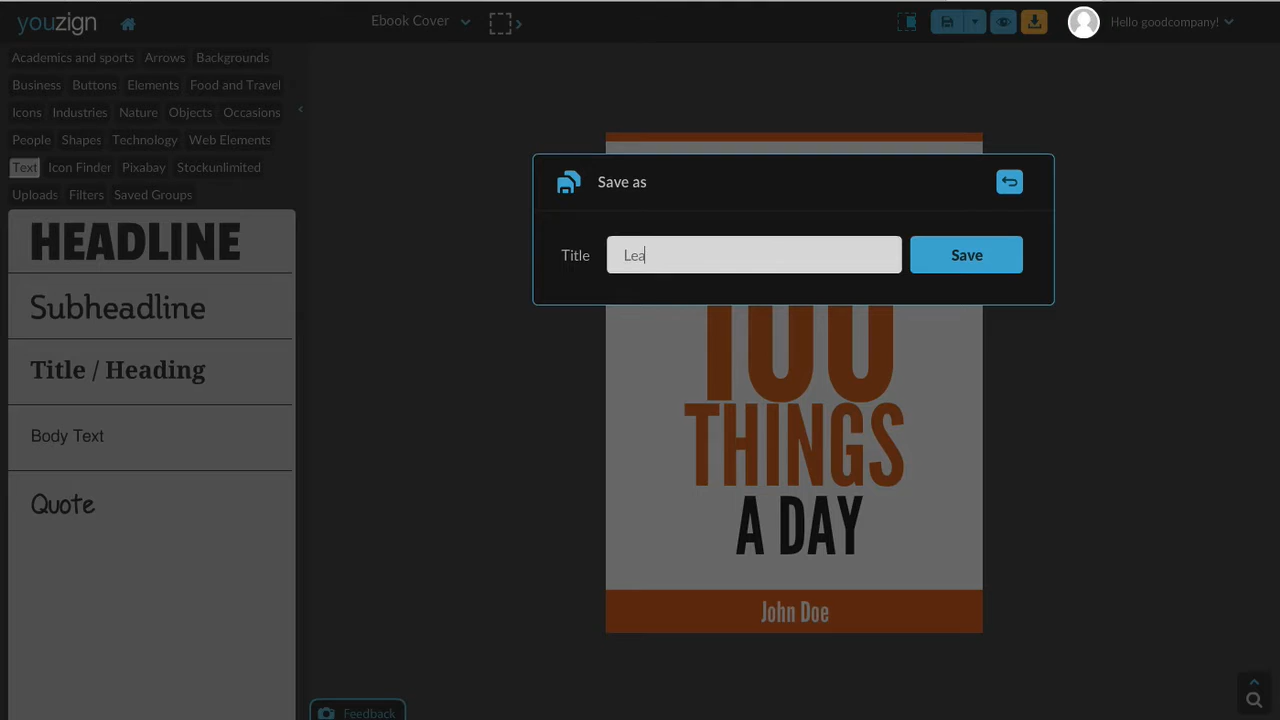 youzign
Ebook Cover
Hello goodcompany!
Academics and sports Arrows Backgrounds
Business Buttons Elements Food and Travel
Icons Industries Nature Objects Occasions
People Shapes Technology Web Elements
Text Icon Finder Pixabay Stockunlimited
Uploads Filters Saved Groups
HEADLINE
Subheadline
Title / Heading
Body Text
Quote
Save as
Title Lea Save
100
THINGS
A DAY
John Doe
Feedback